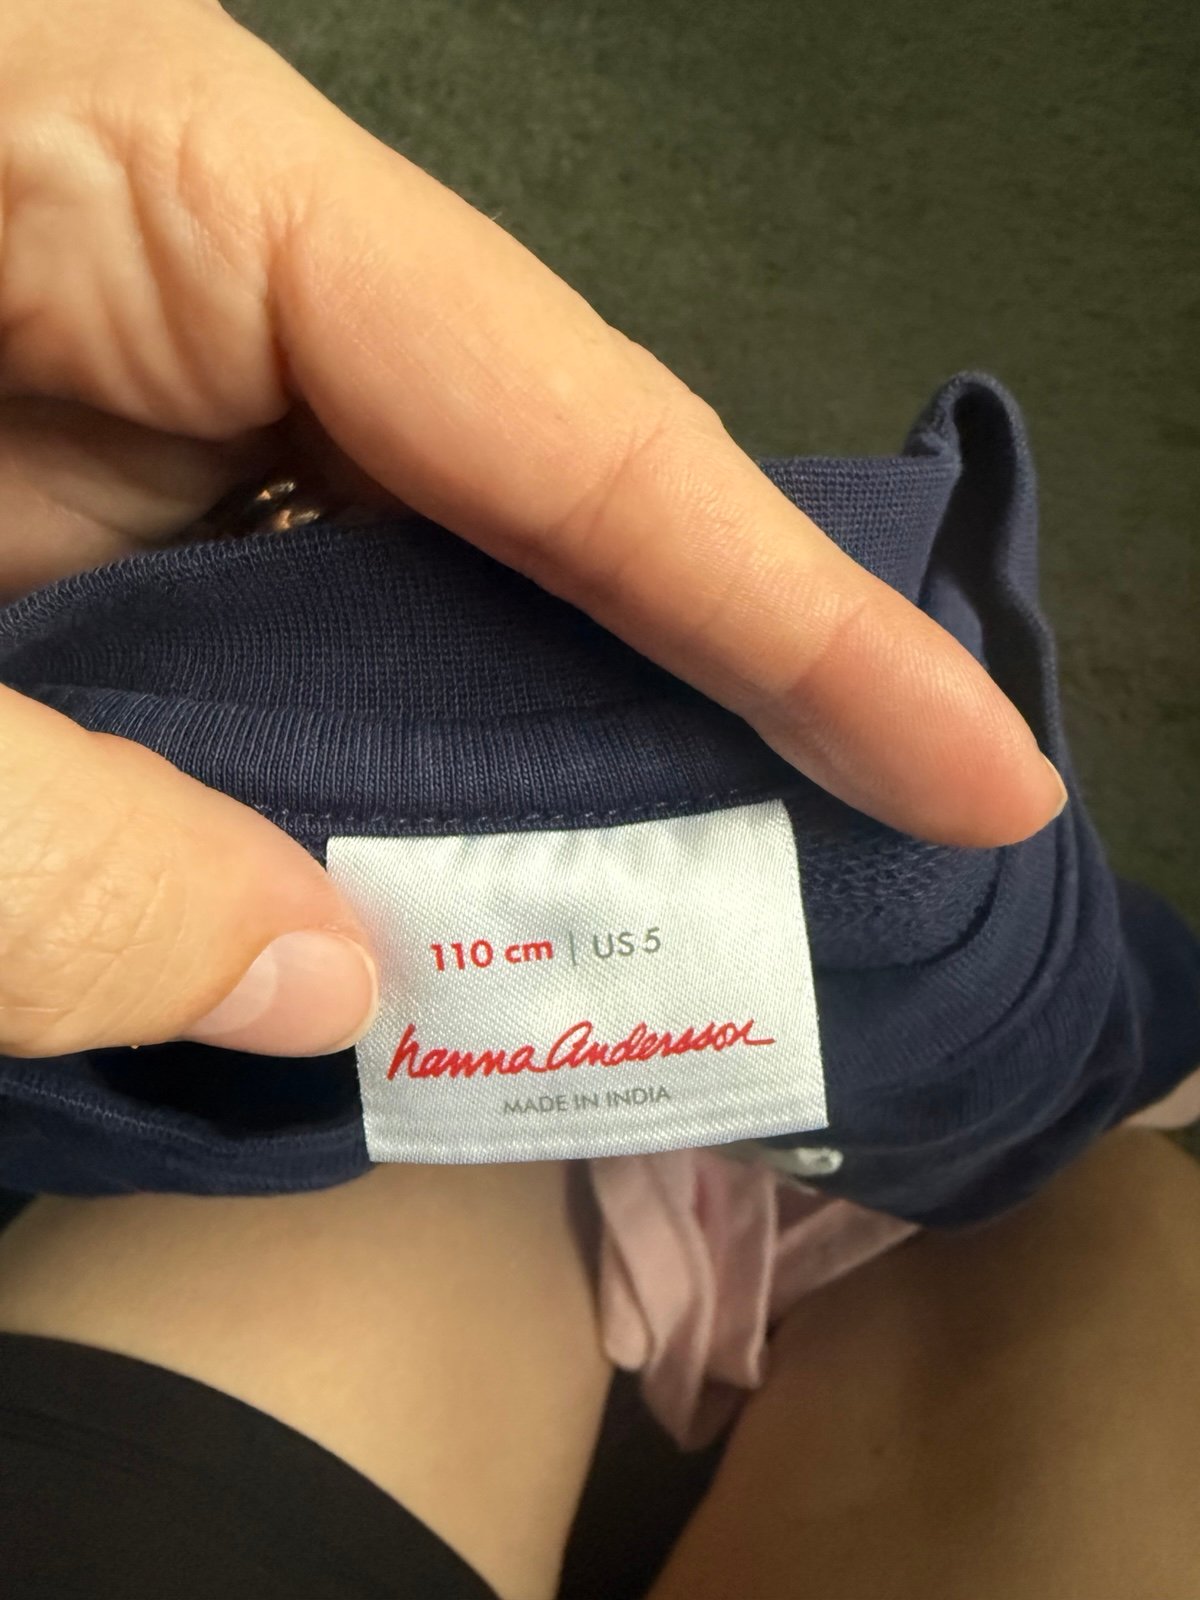 110 cm | US 5
hanna Andersson
MADE IN INDIA